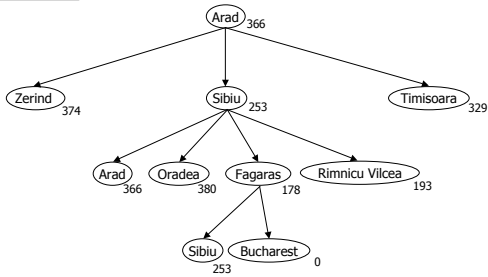 Arad
366
Zerind
374
Sibiu
253
Timisoara
329
Arad
366
Oradea
380
Fagaras
178
Rimnicu Vilcea
193
Sibiu
253
Bucharest
0